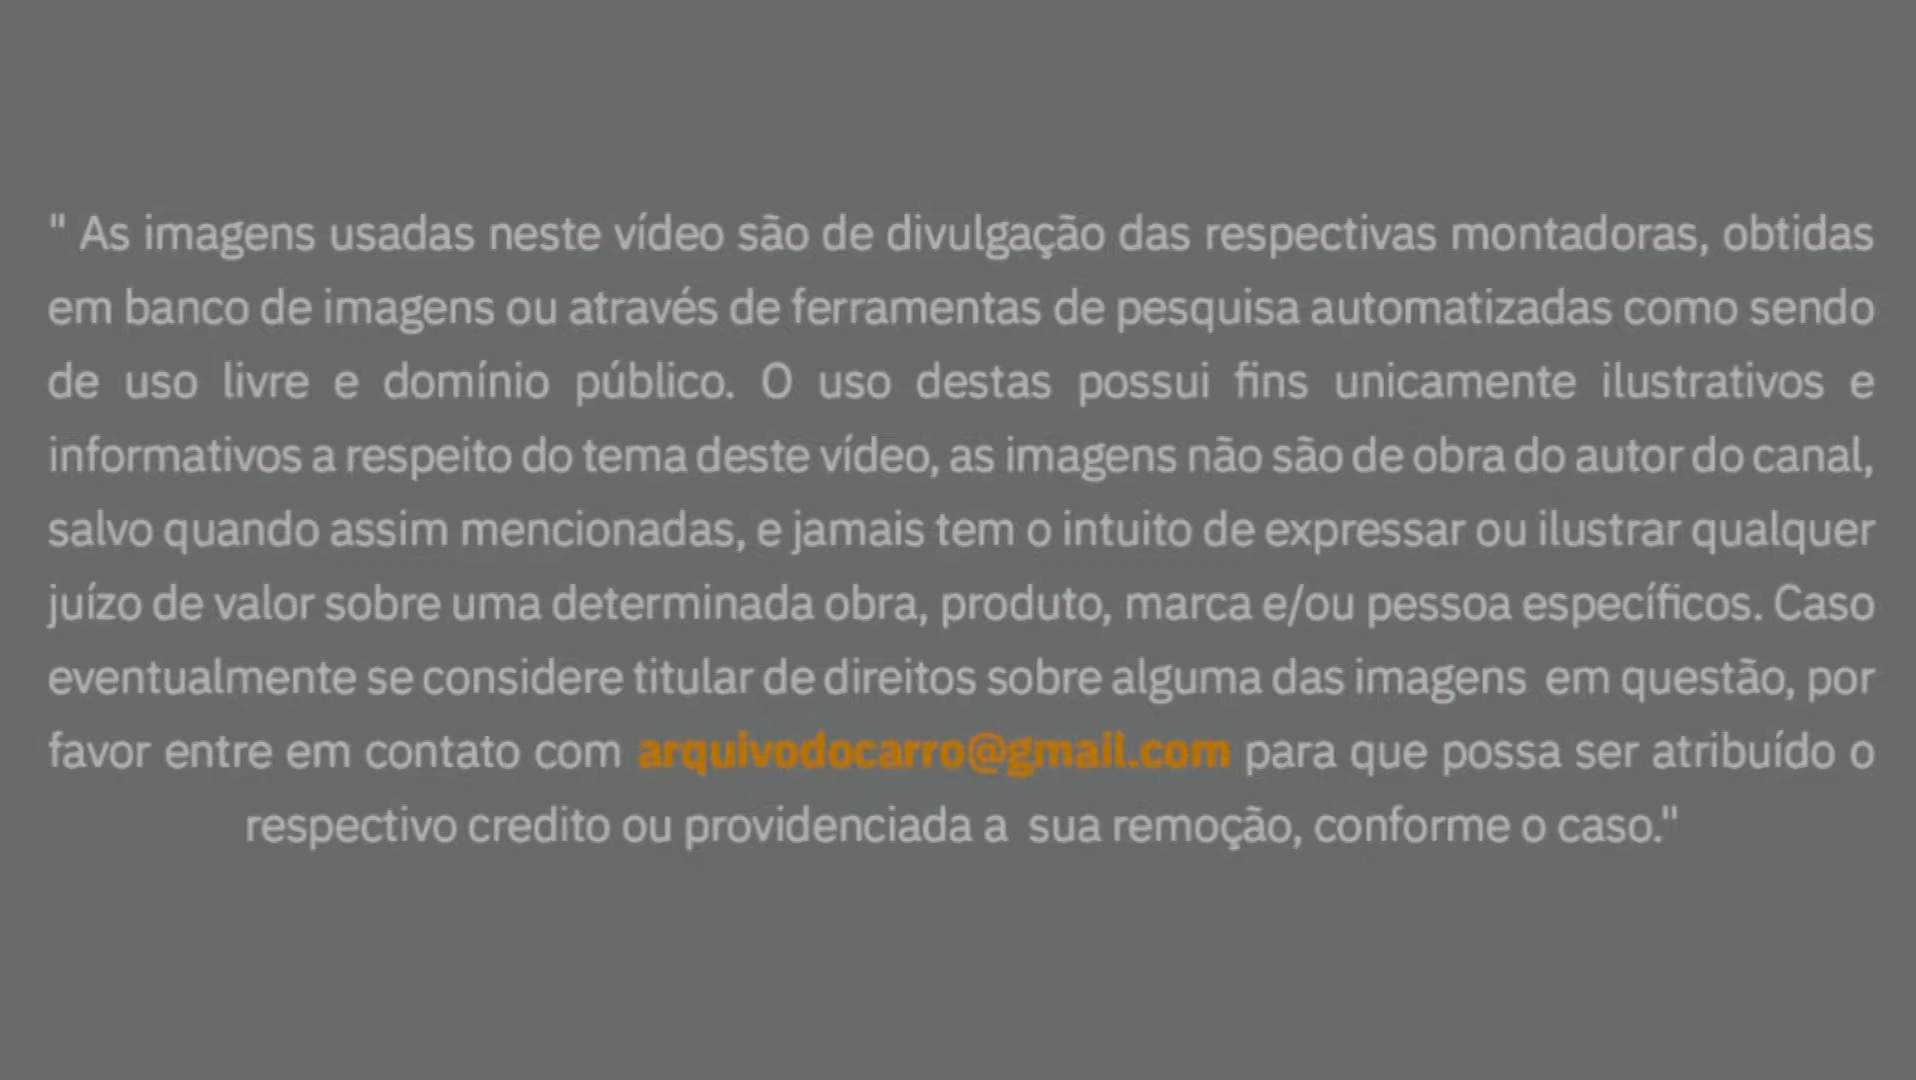 " As imagens usadas neste vídeo são de divulgação das respectivas montadoras, obtidas
em banco de imagens ou através de ferramentas de pesquisa automatizadas como sendo
de uso livre e domínio público. O uso destas possui fins unicamente ilustrativos e
informativos a respeito do tema deste vídeo, as imagens não são de obra do autor do canal,
salvo quando assim mencionadas, e jamais tem o intuito de expressar ou ilustrar qualquer
juízo de valor sobre uma determinada obra, produto, marca e/ou pessoa específicos. Caso
eventualmente se considere titular de direitos sobre alguma das imagens em questão, por
favor entre em contato com arquivodocarro@gmail.com para que possa ser atribuído o
respectivo credito ou providenciada a sua remoção, conforme o caso."